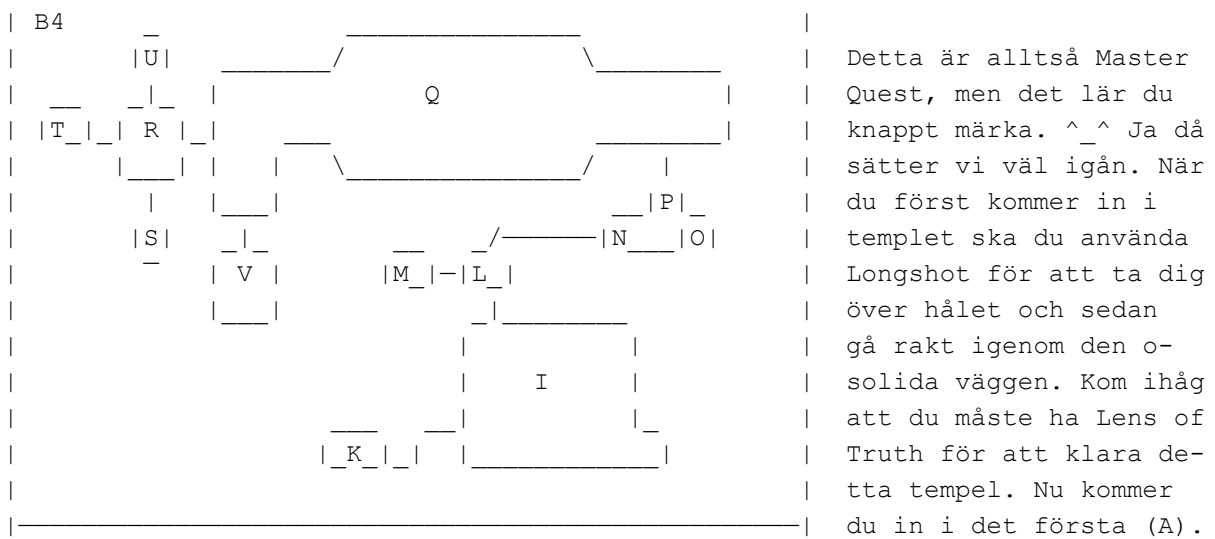 B4
U
Q
T R
P
S N O
V M L
I
K
Detta är alltså Master
Quest, men det lär du
knappt märka. ^_^ Ja då
sätter vi väl igån. När
du först kommer in i
templet ska du använda
Longshot för att ta dig
över hålet och sedan
gå rakt igenom den o-
solida väggen. Kom ihåg
att du måste ha Lens of
Truth för att klara de-
tta tempel. Nu kommer
du in i det första (A).